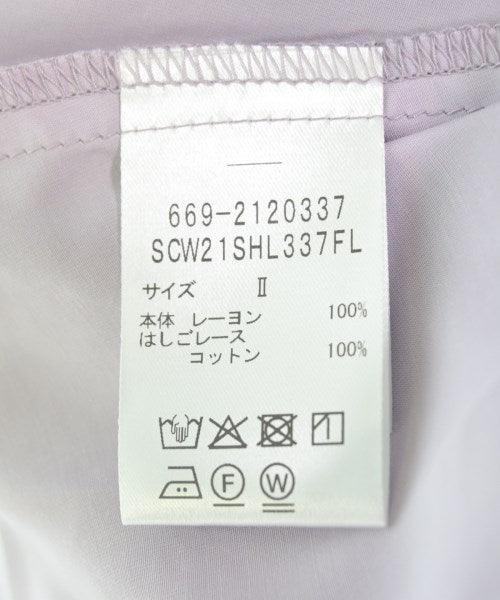 669-2120337
SCW21SHL337FL
サイズ Ⅱ
本体 レーヨン 100%
はしごレース
コットン 100%
F W